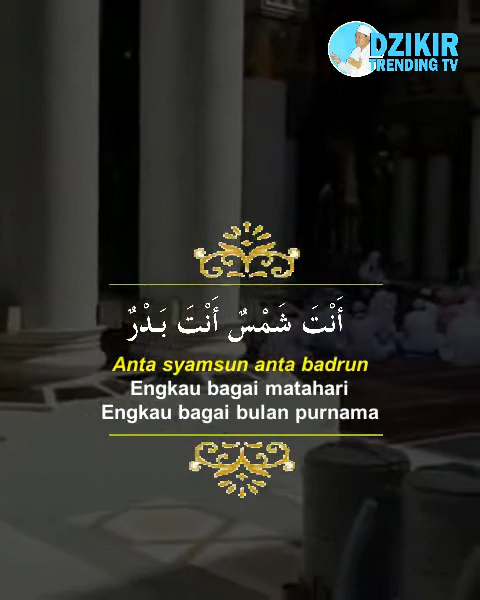 DZIKIR
TRENDING TV
أَنْتَ شَمْسٌ أَنْتَ بَدْرٌ
Anta syamsun anta badrun
Engkau bagai matahari
Engkau bagai bulan purnama